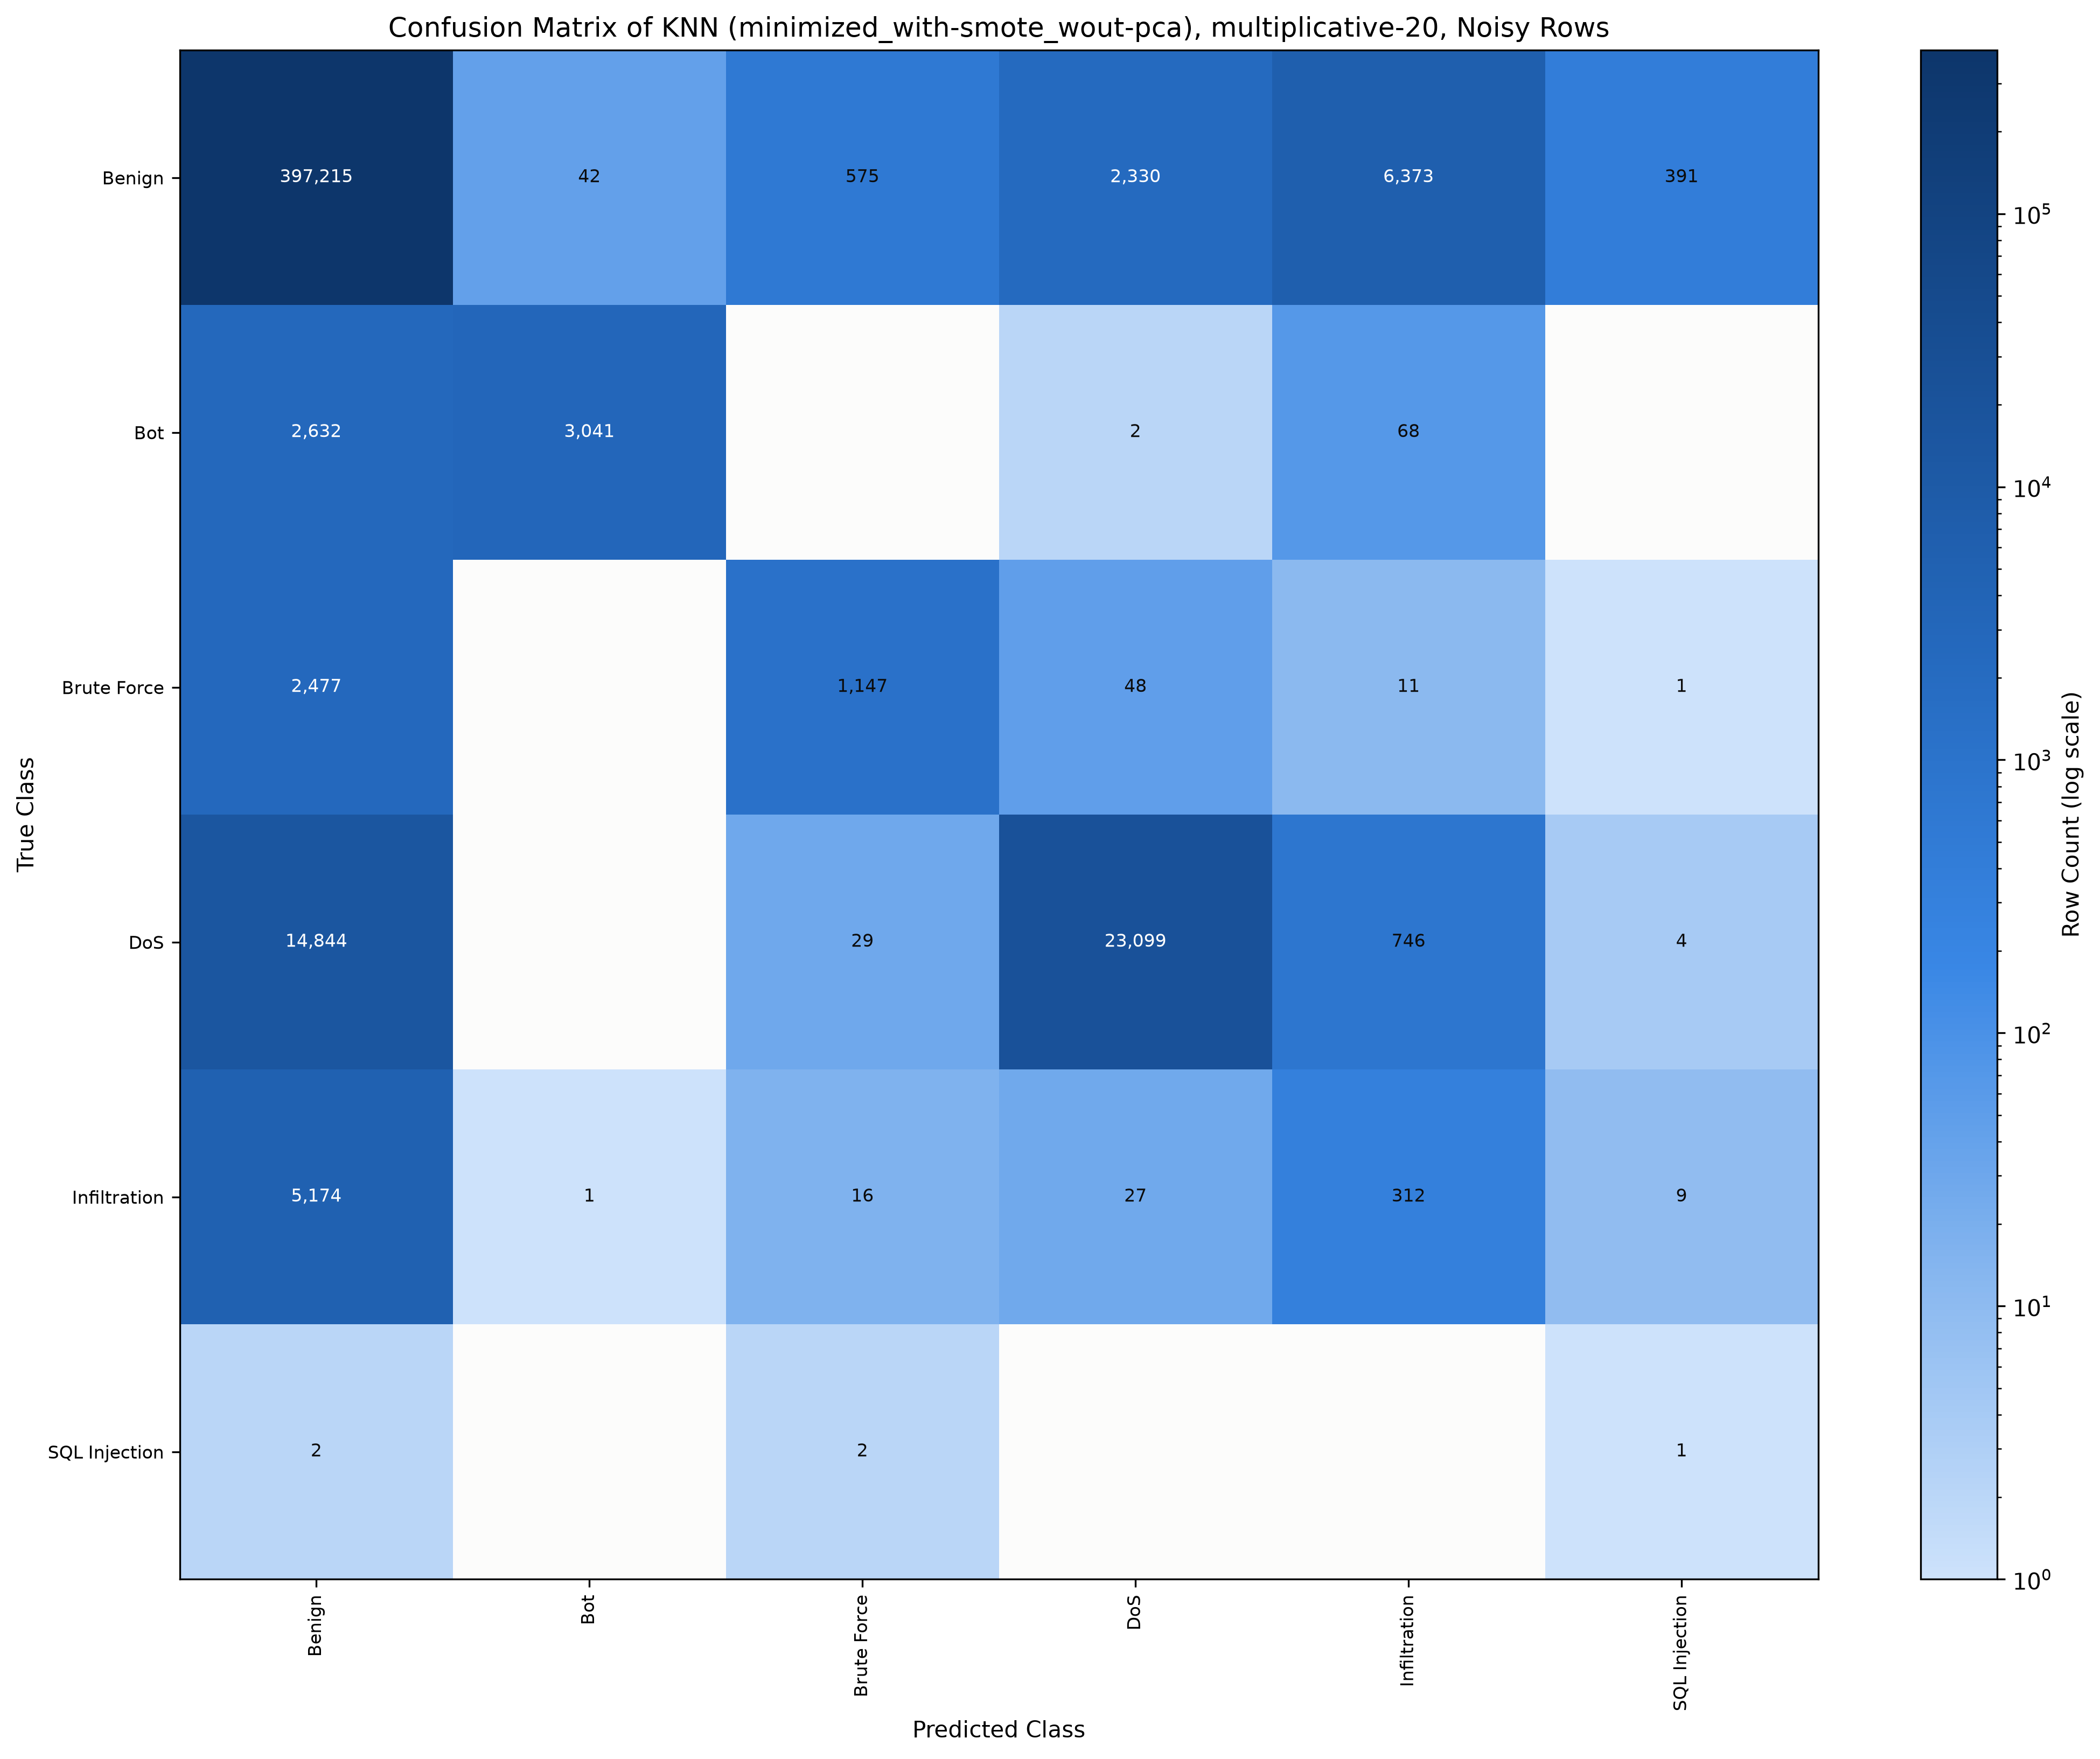 Confusion Matrix of KNN (minimized_with-smote_wout-pca), multiplicative-20, Noisy Rows
Benign 397,215 42 575 2,330 6,373 391
Bot 2,632 3,041 2 68
Brute Force 2,477 1,147 48 11 1
DoS 14,844 29 23,099 746 4
Infiltration 5,174 1 16 27 312 9
SQL Injection 2 2 1
True Class
Benign Bot Brute Force DoS Infiltration SQL Injection
Predicted Class
10⁵
10⁴
10³
10²
10¹
10⁰
Row Count (log scale)